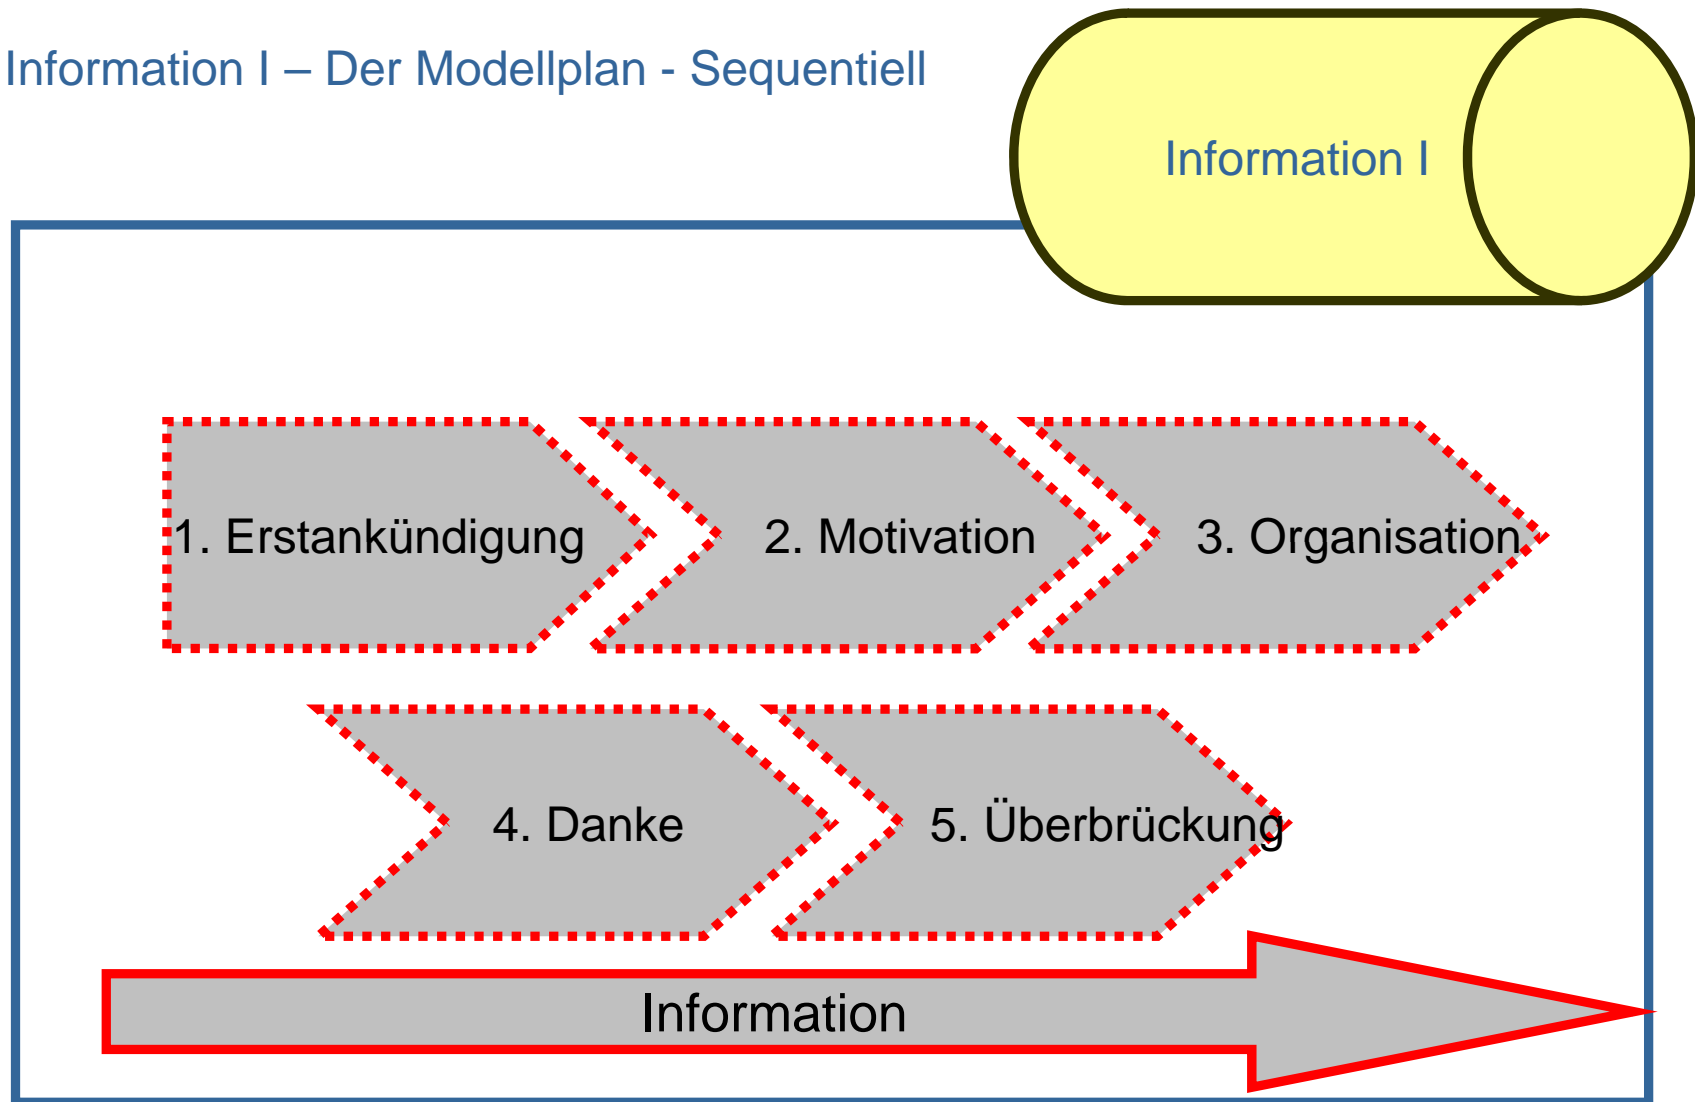 Information I – Der Modellplan - Sequentiell
Information I
1. Erstankündigung
2. Motivation
3. Organisation
4. Danke
5. Überbrückung
Information